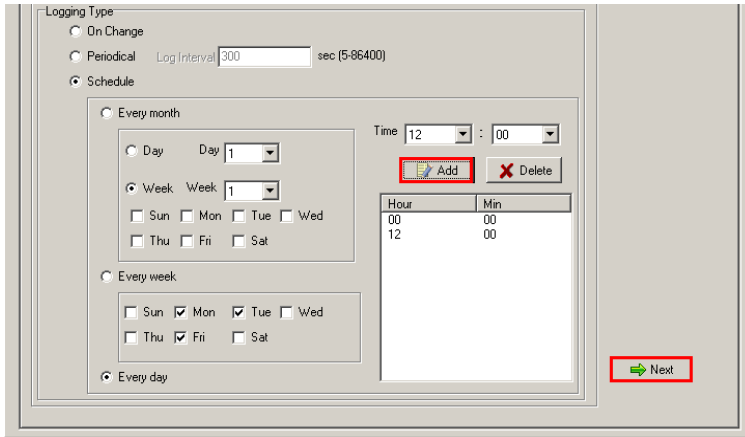 Logging Type
On Change
Periodical Log Interval 300 sec (5-86400)
Schedule
Every month
Time 12 : 00
Day Day 1
Add Delete
Week Week 1
Hour Min
Sun Mon Tue Wed
00 00
12 00
Thu Fri Sat
Every week
Sun Mon Tue Wed
Thu Fri Sat
Next
Every day